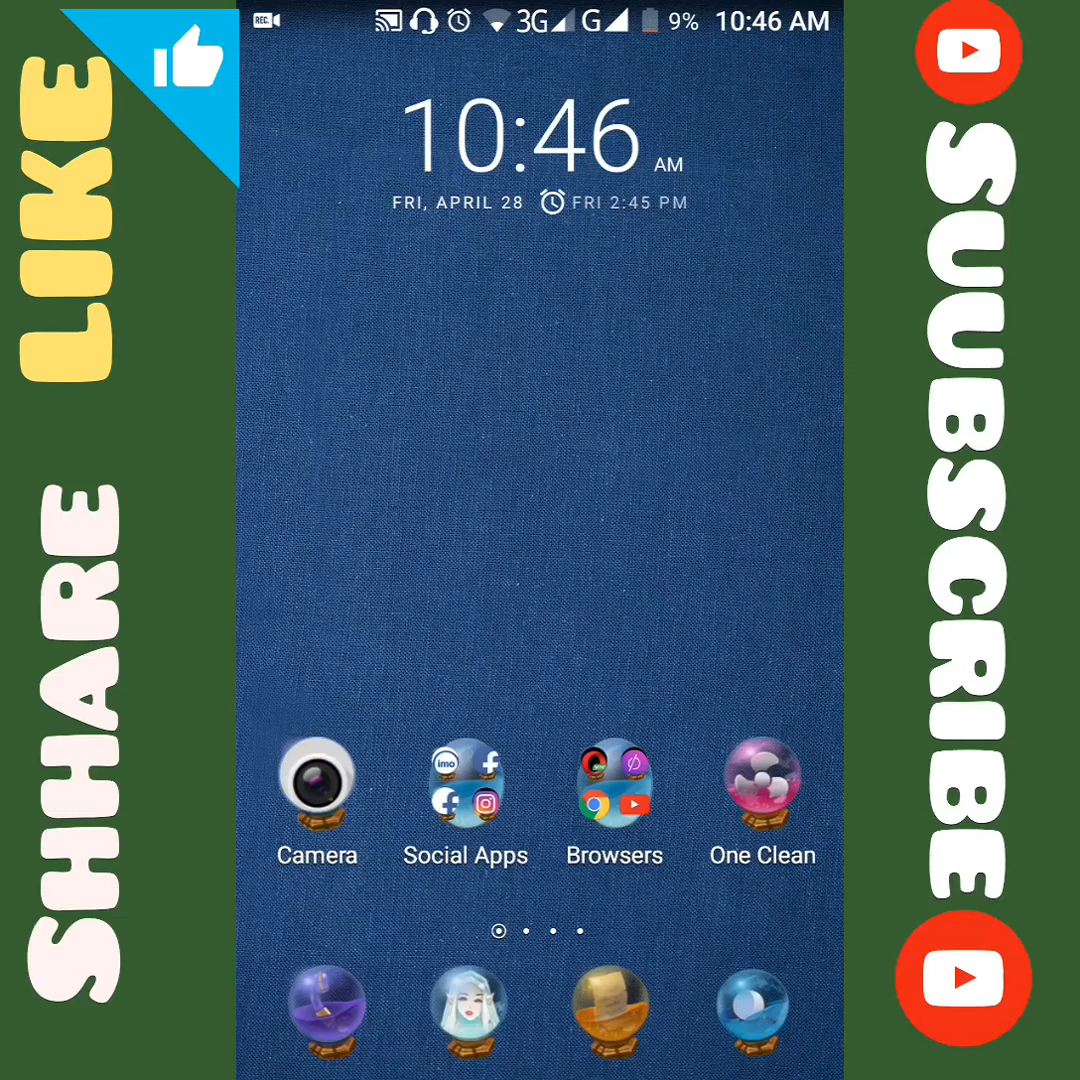 REC
3G
G
9%
10:46 AM
10:46 AM
FRI, APRIL 28
FRI 2:45 PM
LIKE
SHHARE
SUUBSCRIBE
imo
Camera
Social Apps
Browsers
One Clean